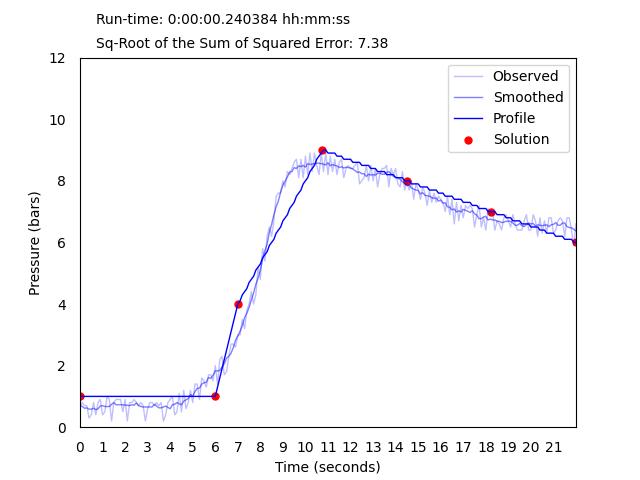 Run-time: 0:00:00.240384 hh:mm:ss
Sq-Root of the Sum of Squared Error: 7.38
Observed
Smoothed
Profile
Solution
Pressure (bars)
12
10
8
6
4
2
0
0 1 2 3 4 5 6 7 8 9 10 11 12 13 14 15 16 17 18 19 20 21
Time (seconds)